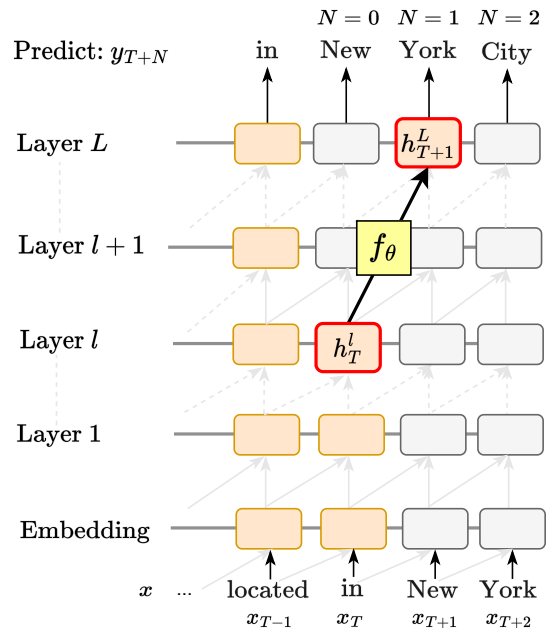 N = 0 N = 1 N = 2
Predict: y_{T+N} in New York City
Layer L h^L_{T+1}
Layer l + 1 f_θ
Layer l h^l_T
Layer 1
Embedding
x ... located in New York
x_{T−1} x_T x_{T+1} x_{T+2}